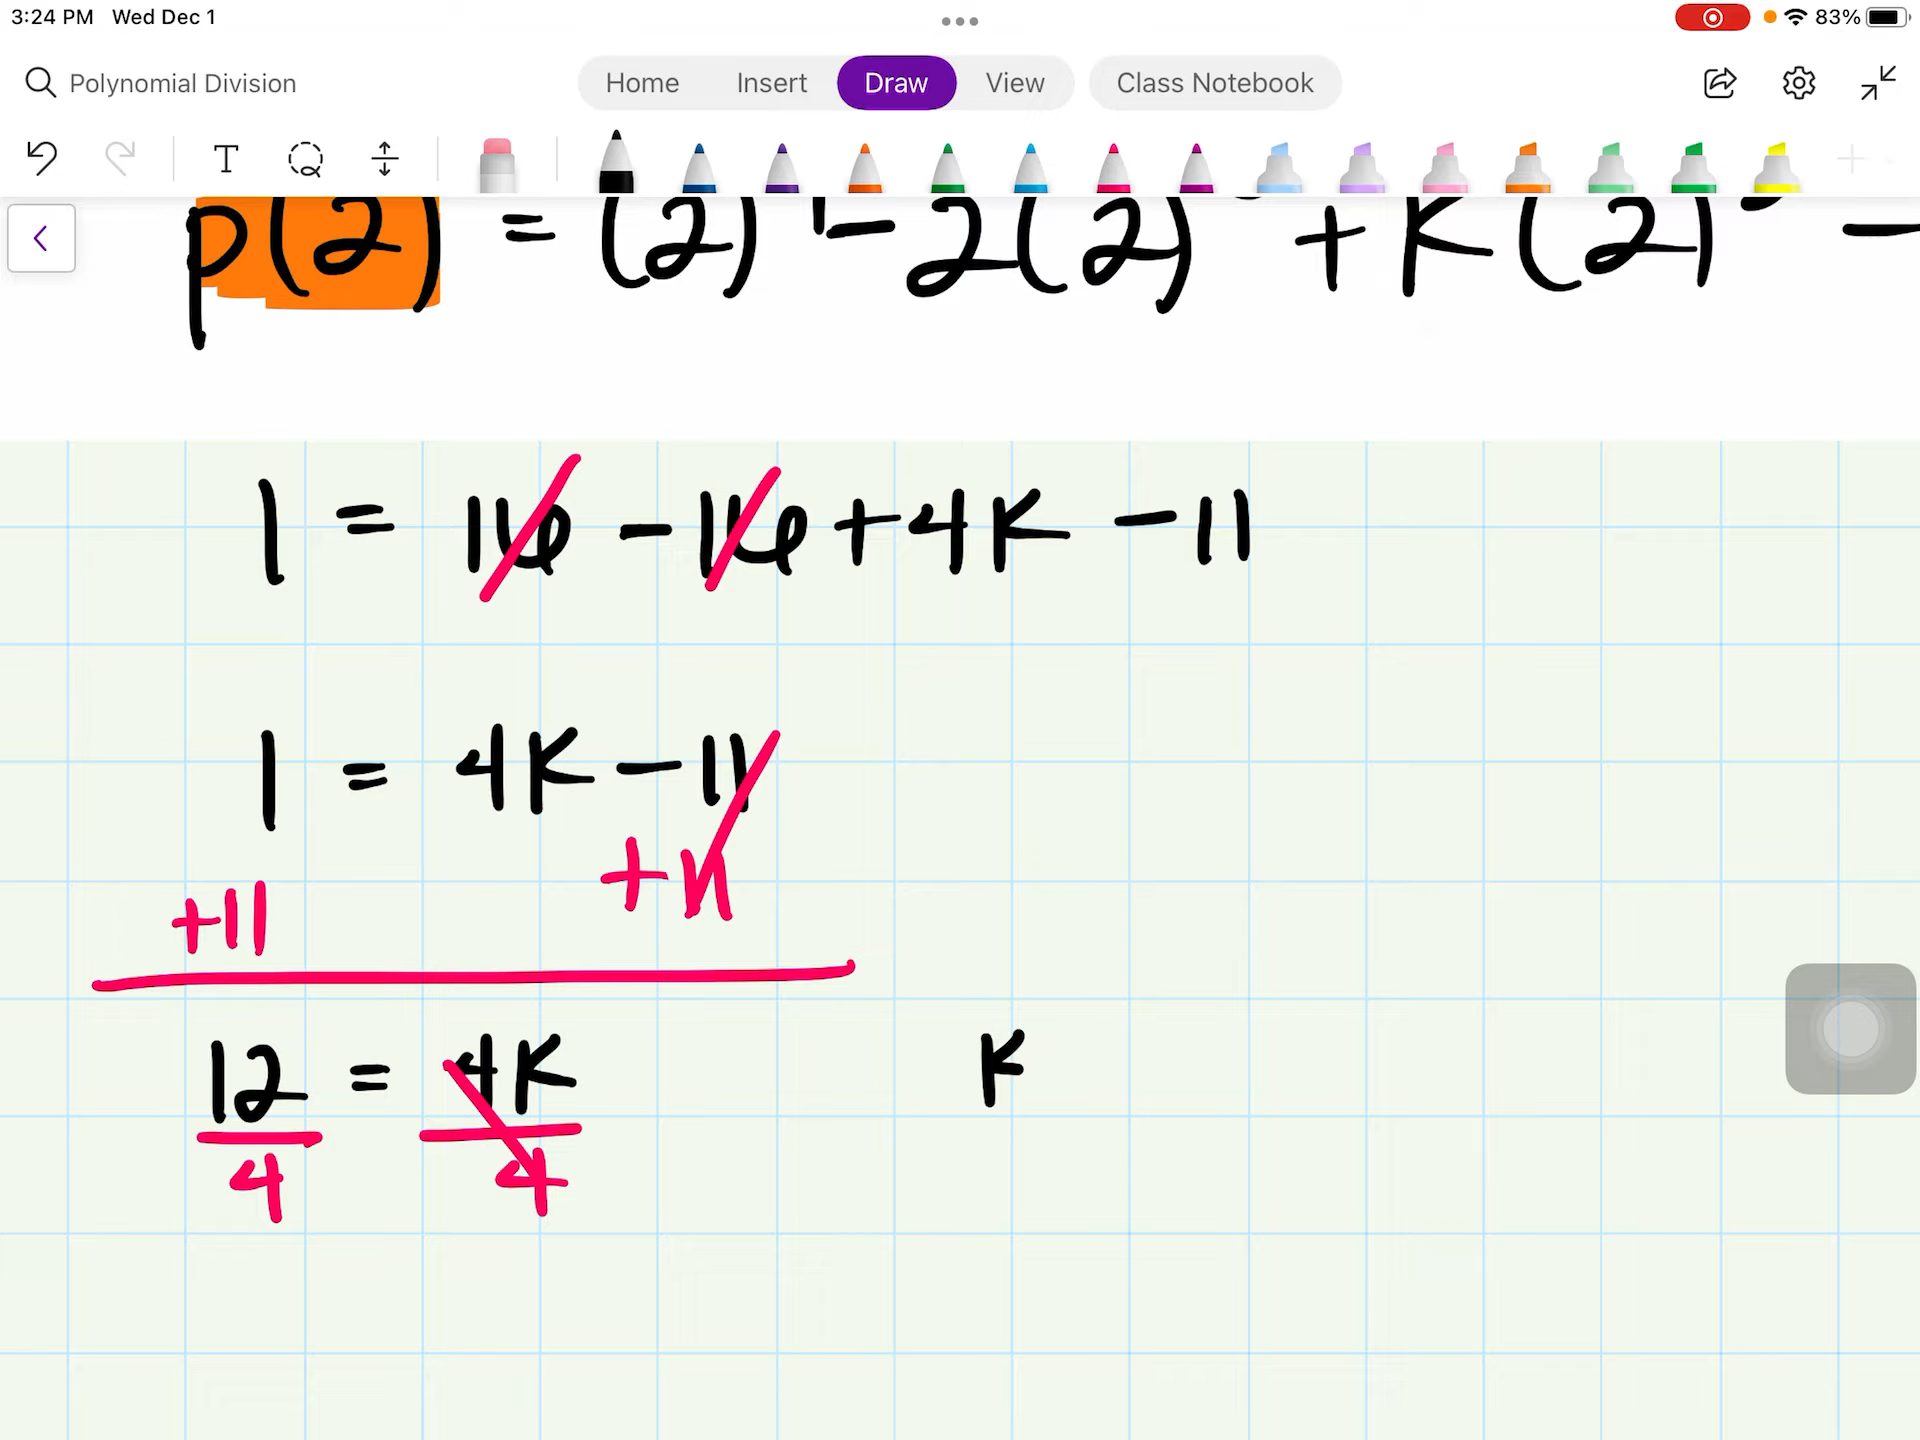 3:24 PM Wed Dec 1 83%
Polynomial Division Home Insert Draw View Class Notebook
T
p(2) = (2) - 2(2) + K(2) -
1 = 16 - 16 + 4K - 11
1 = 4K - 11
+11 +11
12 = 4K K
4 4